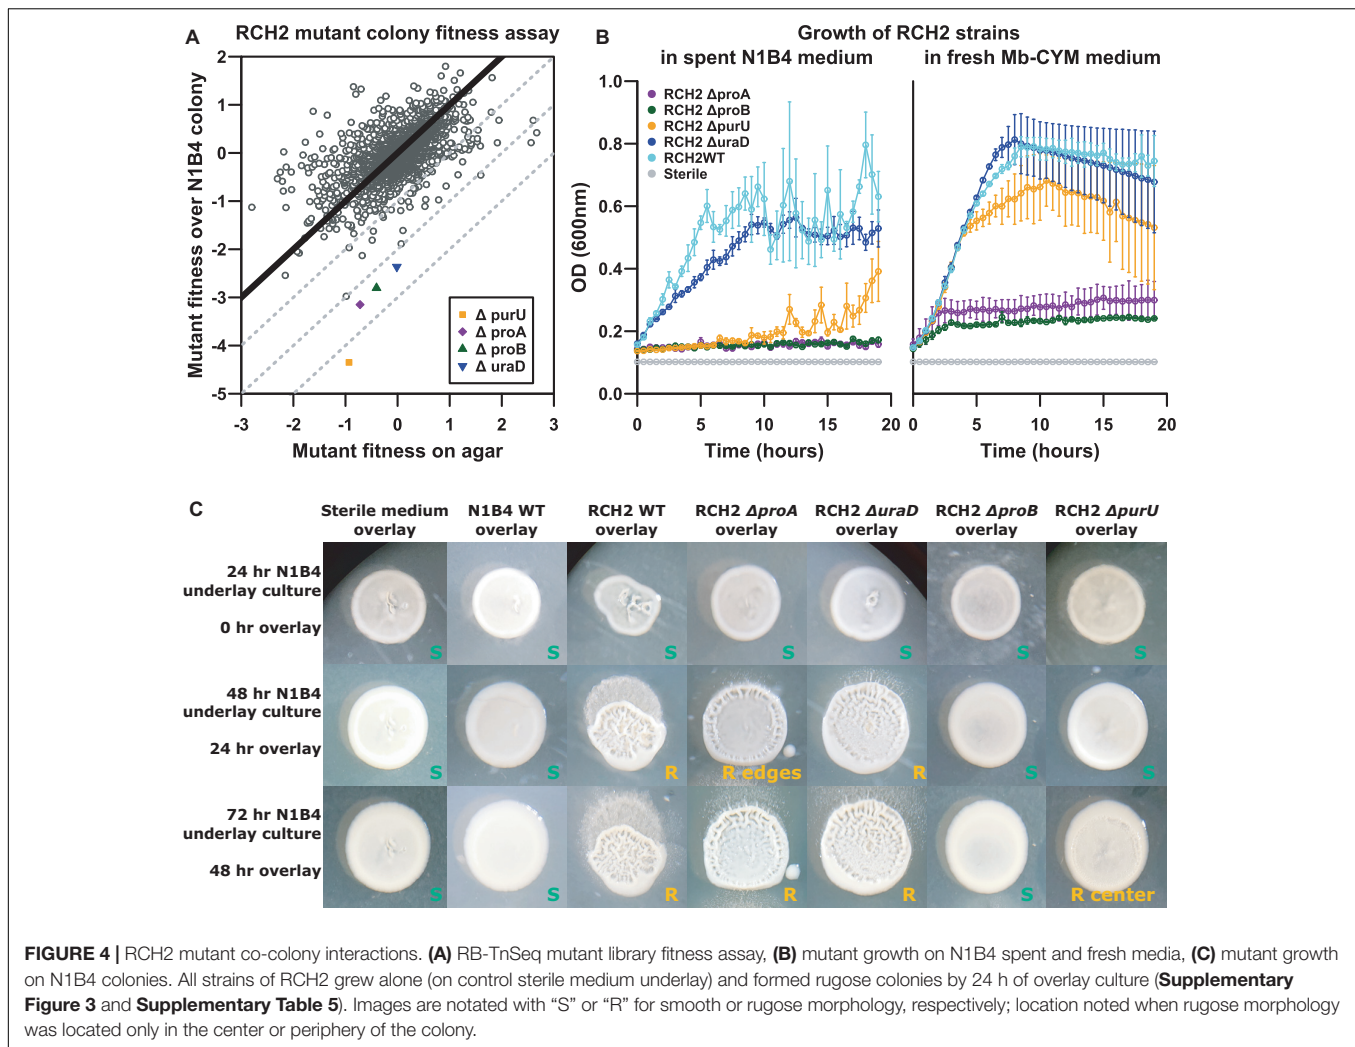 A RCH2 mutant colony fitness assay
Mutant fitness over N1B4 colony
2
1
0
-1
-2
-3
-4
-5
-3 -2 -1 0 1 2 3
Mutant fitness on agar
Δ purU
Δ proA
Δ proB
Δ uraD
B Growth of RCH2 strains
in spent N1B4 medium in fresh Mb-CYM medium
OD (600nm)
1.0
0.8
0.6
0.4
0.2
0.0
RCH2 ΔproA
RCH2 ΔproB
RCH2 ΔpurU
RCH2 ΔuraD
RCH2WT
Sterile
0 5 10 15 20 0 5 10 15 20
Time (hours) Time (hours)
C
Sterile medium overlay
N1B4 WT overlay
RCH2 WT overlay
RCH2 ΔproA overlay
RCH2 ΔuraD overlay
RCH2 ΔproB overlay
RCH2 ΔpurU overlay
24 hr N1B4
underlay culture
0 hr overlay
S S S S S S S
48 hr N1B4
underlay culture
24 hr overlay
S S R R edges R S S
72 hr N1B4
underlay culture
48 hr overlay
S S R R R S R center
FIGURE 4 | RCH2 mutant co-colony interactions. (A) RB-TnSeq mutant library fitness assay, (B) mutant growth on N1B4 spent and fresh media, (C) mutant growth
on N1B4 colonies. All strains of RCH2 grew alone (on control sterile medium underlay) and formed rugose colonies by 24 h of overlay culture (Supplementary
Figure 3 and Supplementary Table 5). Images are notated with “S” or “R” for smooth or rugose morphology, respectively; location noted when rugose morphology
was located only in the center or periphery of the colony.